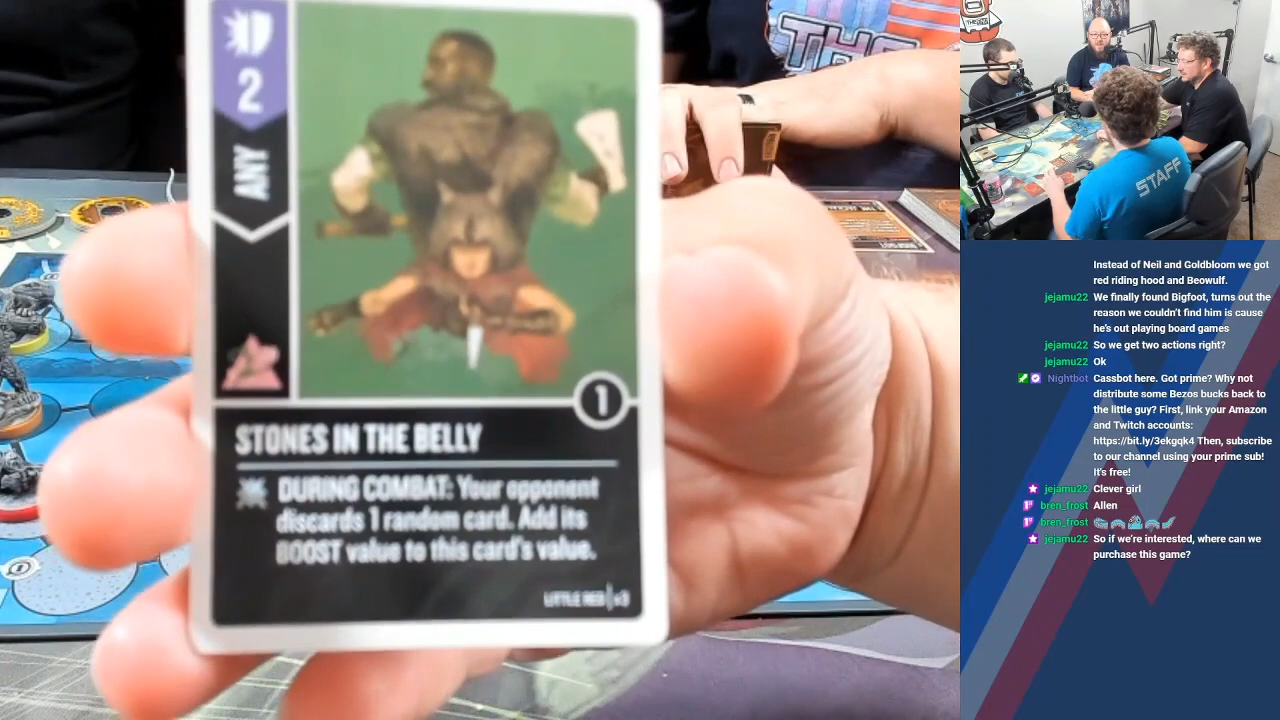 2
ANY
1
STONES IN THE BELLY
DURING COMBAT: Your opponent
discards 1 random card. Add its
BOOST value to this card's value.
LITTLE RED | x3
THE
STAFF
Instead of Neil and Goldbloom we got
red riding hood and Beowulf.
jejamu22 We finally found Bigfoot, turns out the
reason we couldn't find him is cause
he's out playing board games
jejamu22 So we get two actions right?
jejamu22 Ok
Nightbot Cassbot here. Got prime? Why not
distribute some Bezos bucks back to
the little guy? First, link your Amazon
and Twitch accounts:
https://bit.ly/3ekgqk4 Then, subscribe
to our channel using your prime sub!
It's free!
jejamu22 Clever girl
bren_frost Allen
bren_frost
jejamu22 So if we're interested, where can we
purchase this game?